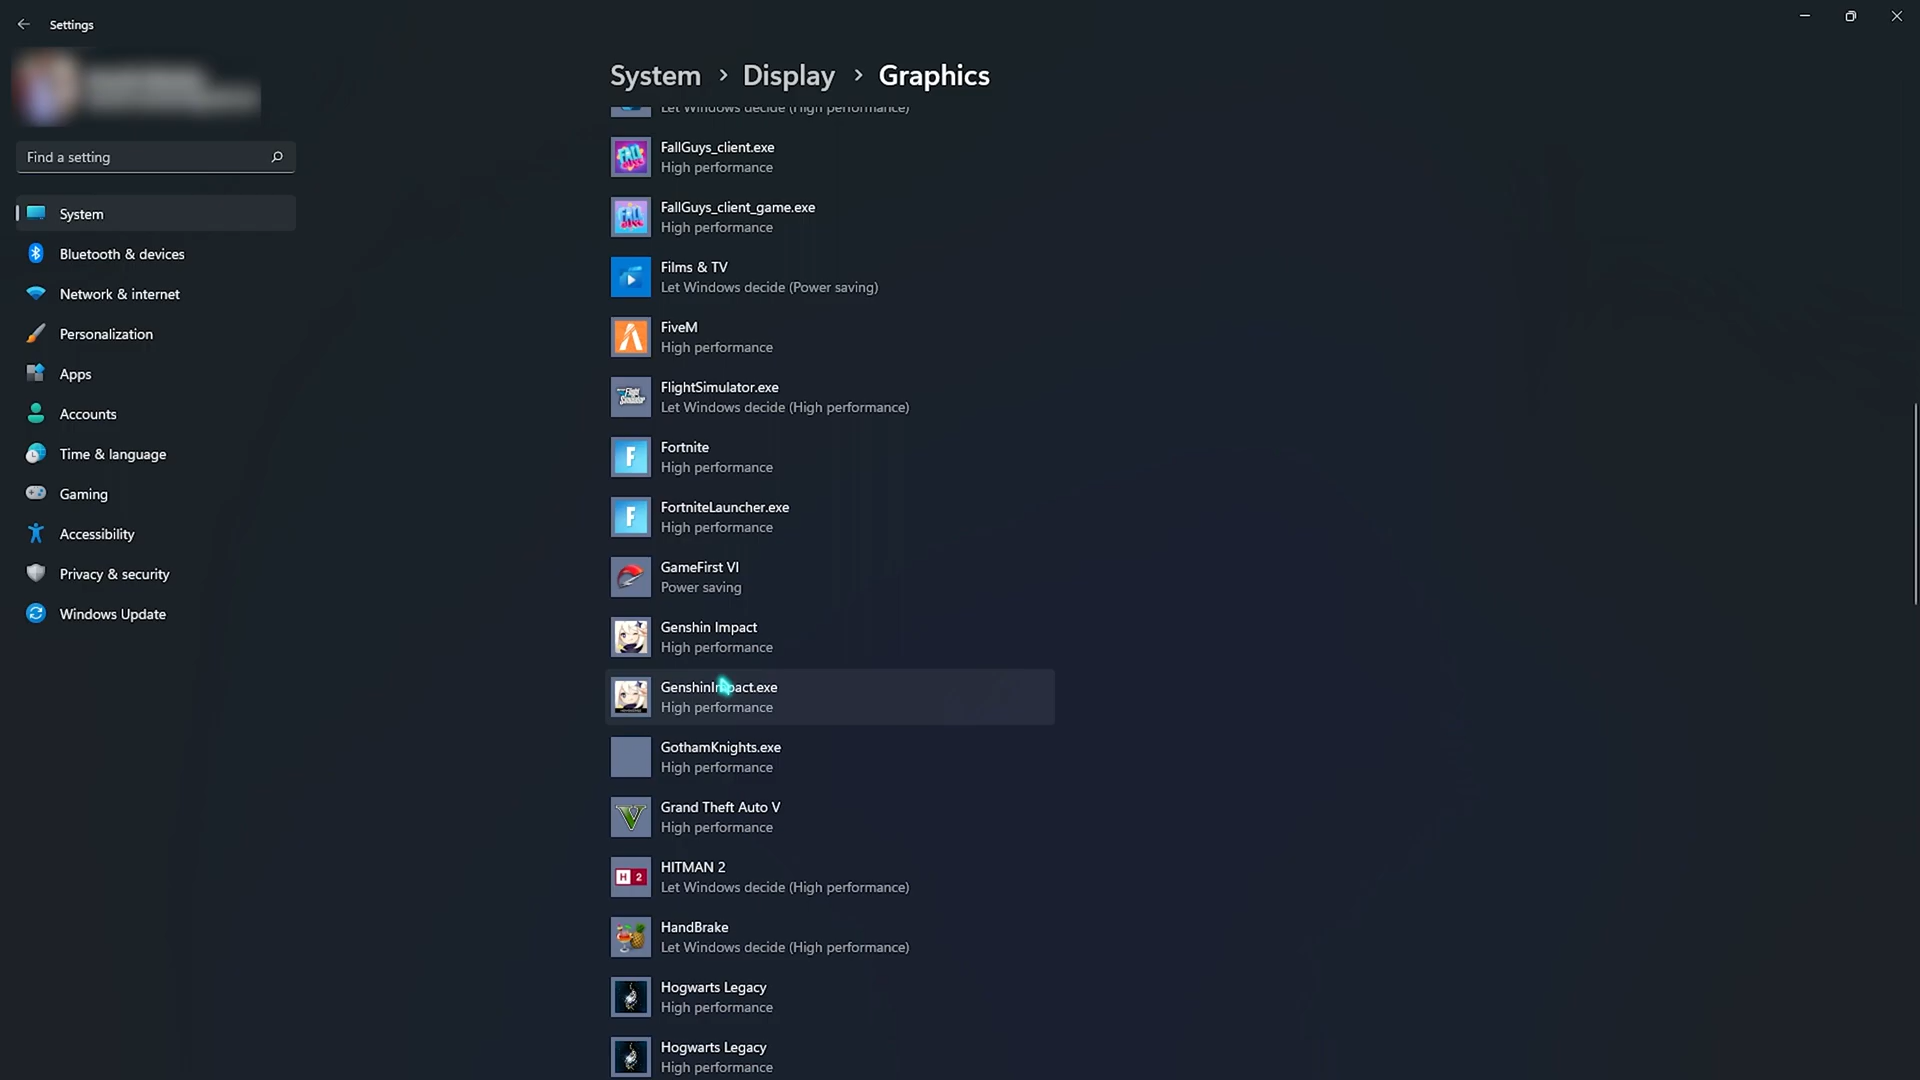 Settings
Find a setting
System
Bluetooth & devices
Network & internet
Personalization
Apps
Accounts
Time & language
Gaming
Accessibility
Privacy & security
Windows Update
System > Display > Graphics
Let Windows decide (High performance)
FallGuys_client.exe
High performance
FallGuys_client_game.exe
High performance
Films & TV
Let Windows decide (Power saving)
FiveM
High performance
FlightSimulator.exe
Let Windows decide (High performance)
Fortnite
High performance
FortniteLauncher.exe
High performance
GameFirst VI
Power saving
Genshin Impact
High performance
GenshinImpact.exe
High performance
GothamKnights.exe
High performance
Grand Theft Auto V
High performance
HITMAN 2
Let Windows decide (High performance)
HandBrake
Let Windows decide (High performance)
Hogwarts Legacy
High performance
Hogwarts Legacy
High performance